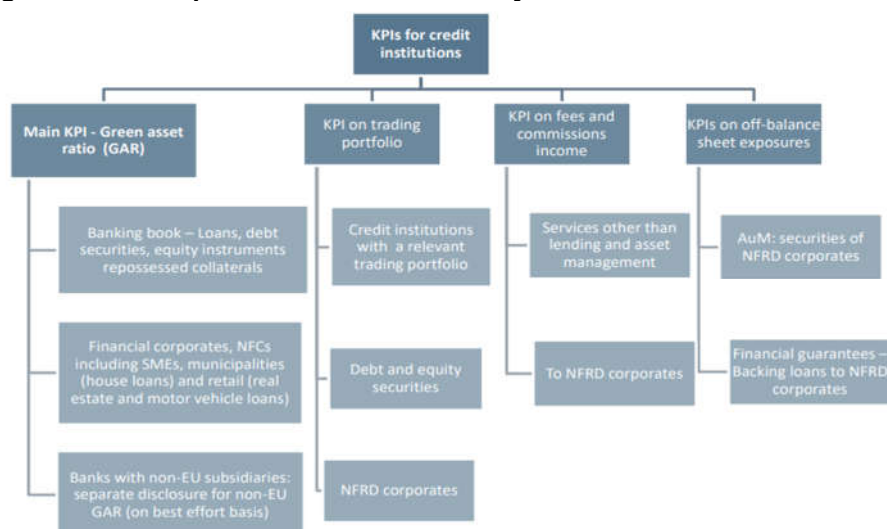 KPIs for credit
institutions
Main KPI - Green asset
ratio (GAR)
KPI on trading
portfolio
KPI on fees and
commissions
income
KPIs on off-balance
sheet exposures
Banking book – Loans, debt
securities, equity instruments
repossessed collaterals
Credit institutions
with a relevant
trading portfolio
Services other than
lending and asset
management
AuM: securities of
NFRD corporates
Financial corporates, NFCs
including SMEs, municipalities
(house loans) and retail (real
estate and motor vehicle loans)
Debt and equity
securities
To NFRD corporates
Financial guarantees –
Backing loans to NFRD
corporates
Banks with non-EU subsidiaries:
separate disclosure for non-EU
GAR (on best effort basis)
NFRD corporates